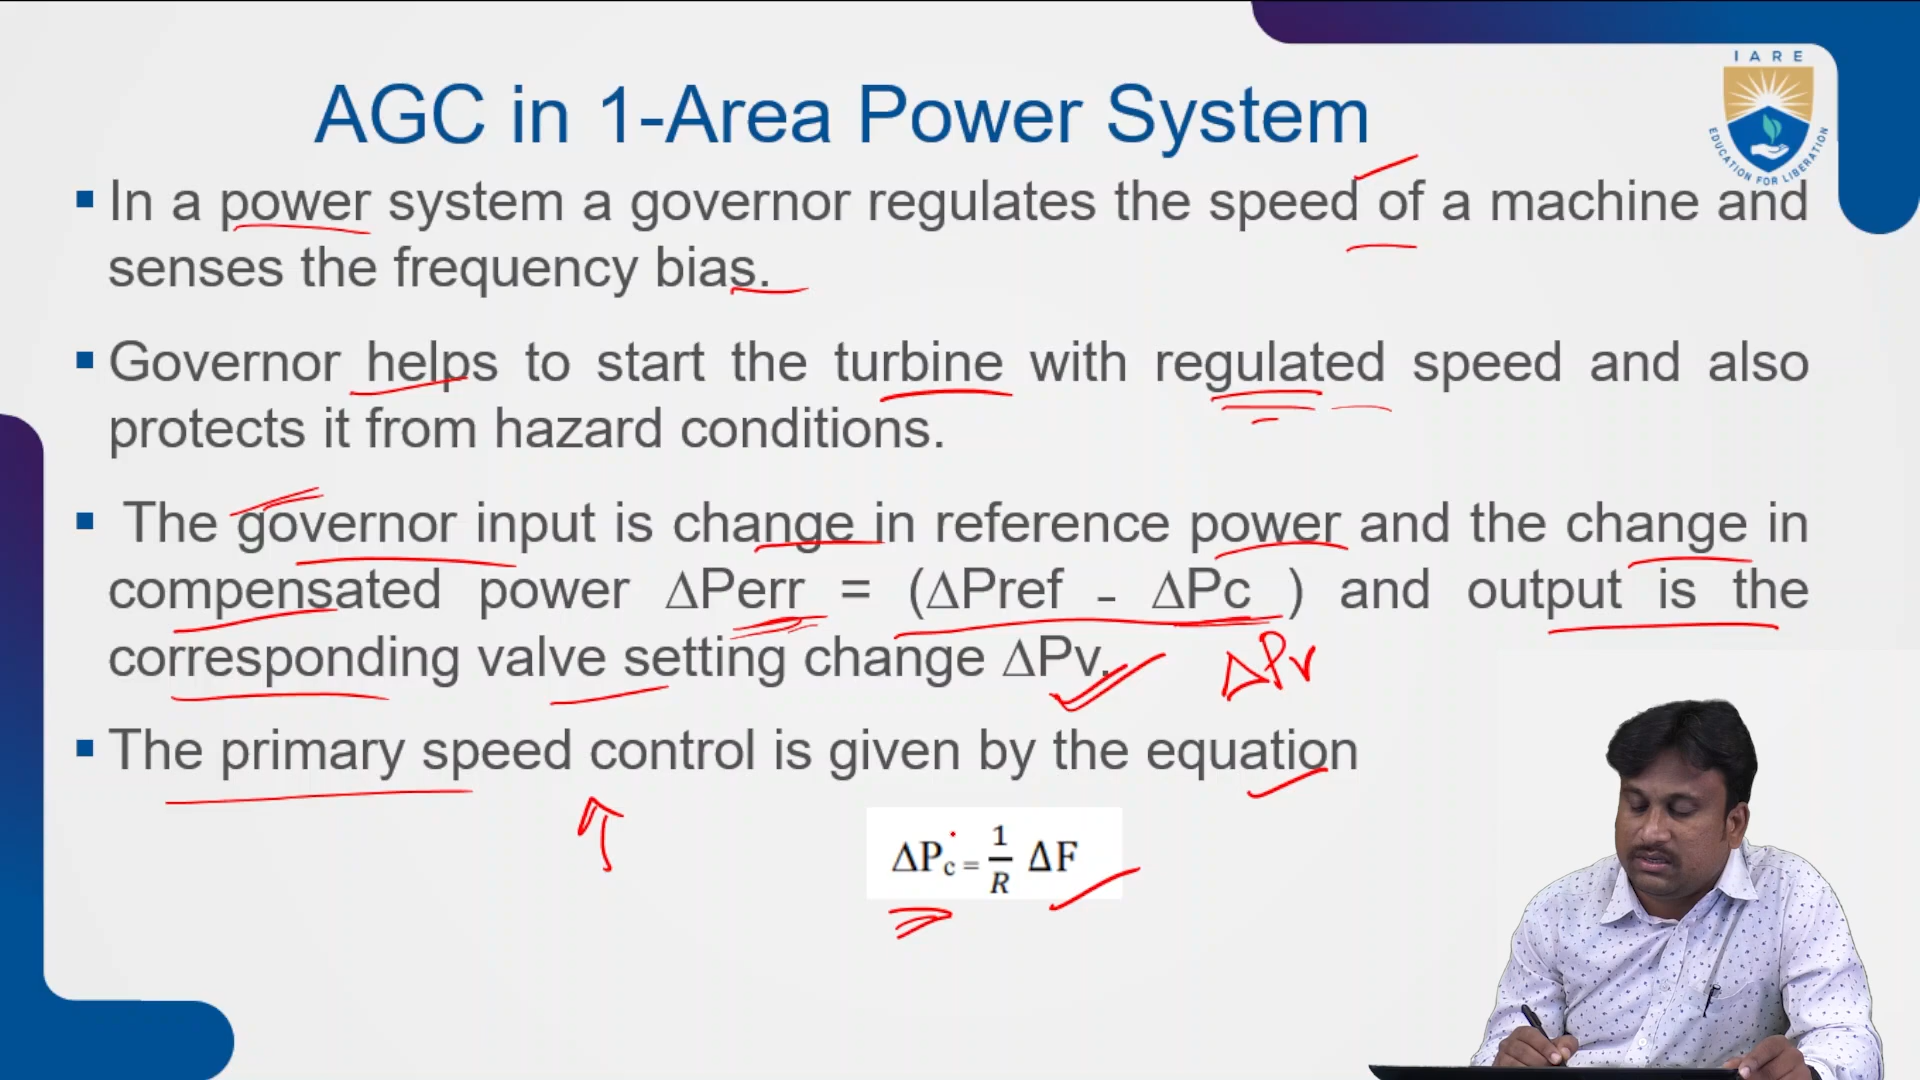 IARE
EDUCATION FOR LIBERATION
AGC in 1-Area Power System
▪ In a power system a governor regulates the speed of a machine and
senses the frequency bias.
▪ Governor helps to start the turbine with regulated speed and also
protects it from hazard conditions.
▪ The governor input is change in reference power and the change in
compensated power ΔPerr = (ΔPref - ΔPc ) and output is the
corresponding valve setting change ΔPv.
ΔPv
▪ The primary speed control is given by the equation
ΔPc = 1/R ΔF